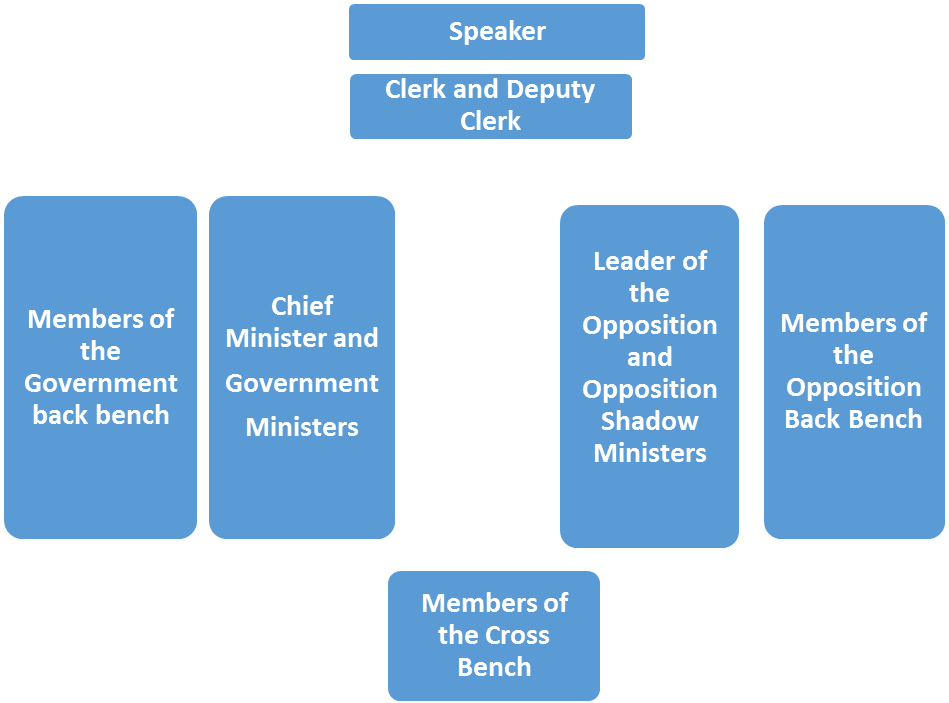 Speaker
Clerk and Deputy
Clerk
Members of
the
Government
back bench
Chief
Minister and
Government
Ministers
Leader of
the
Opposition
and
Opposition
Shadow
Ministers
Members of
the
Opposition
Back Bench
Members of
the Cross
Bench